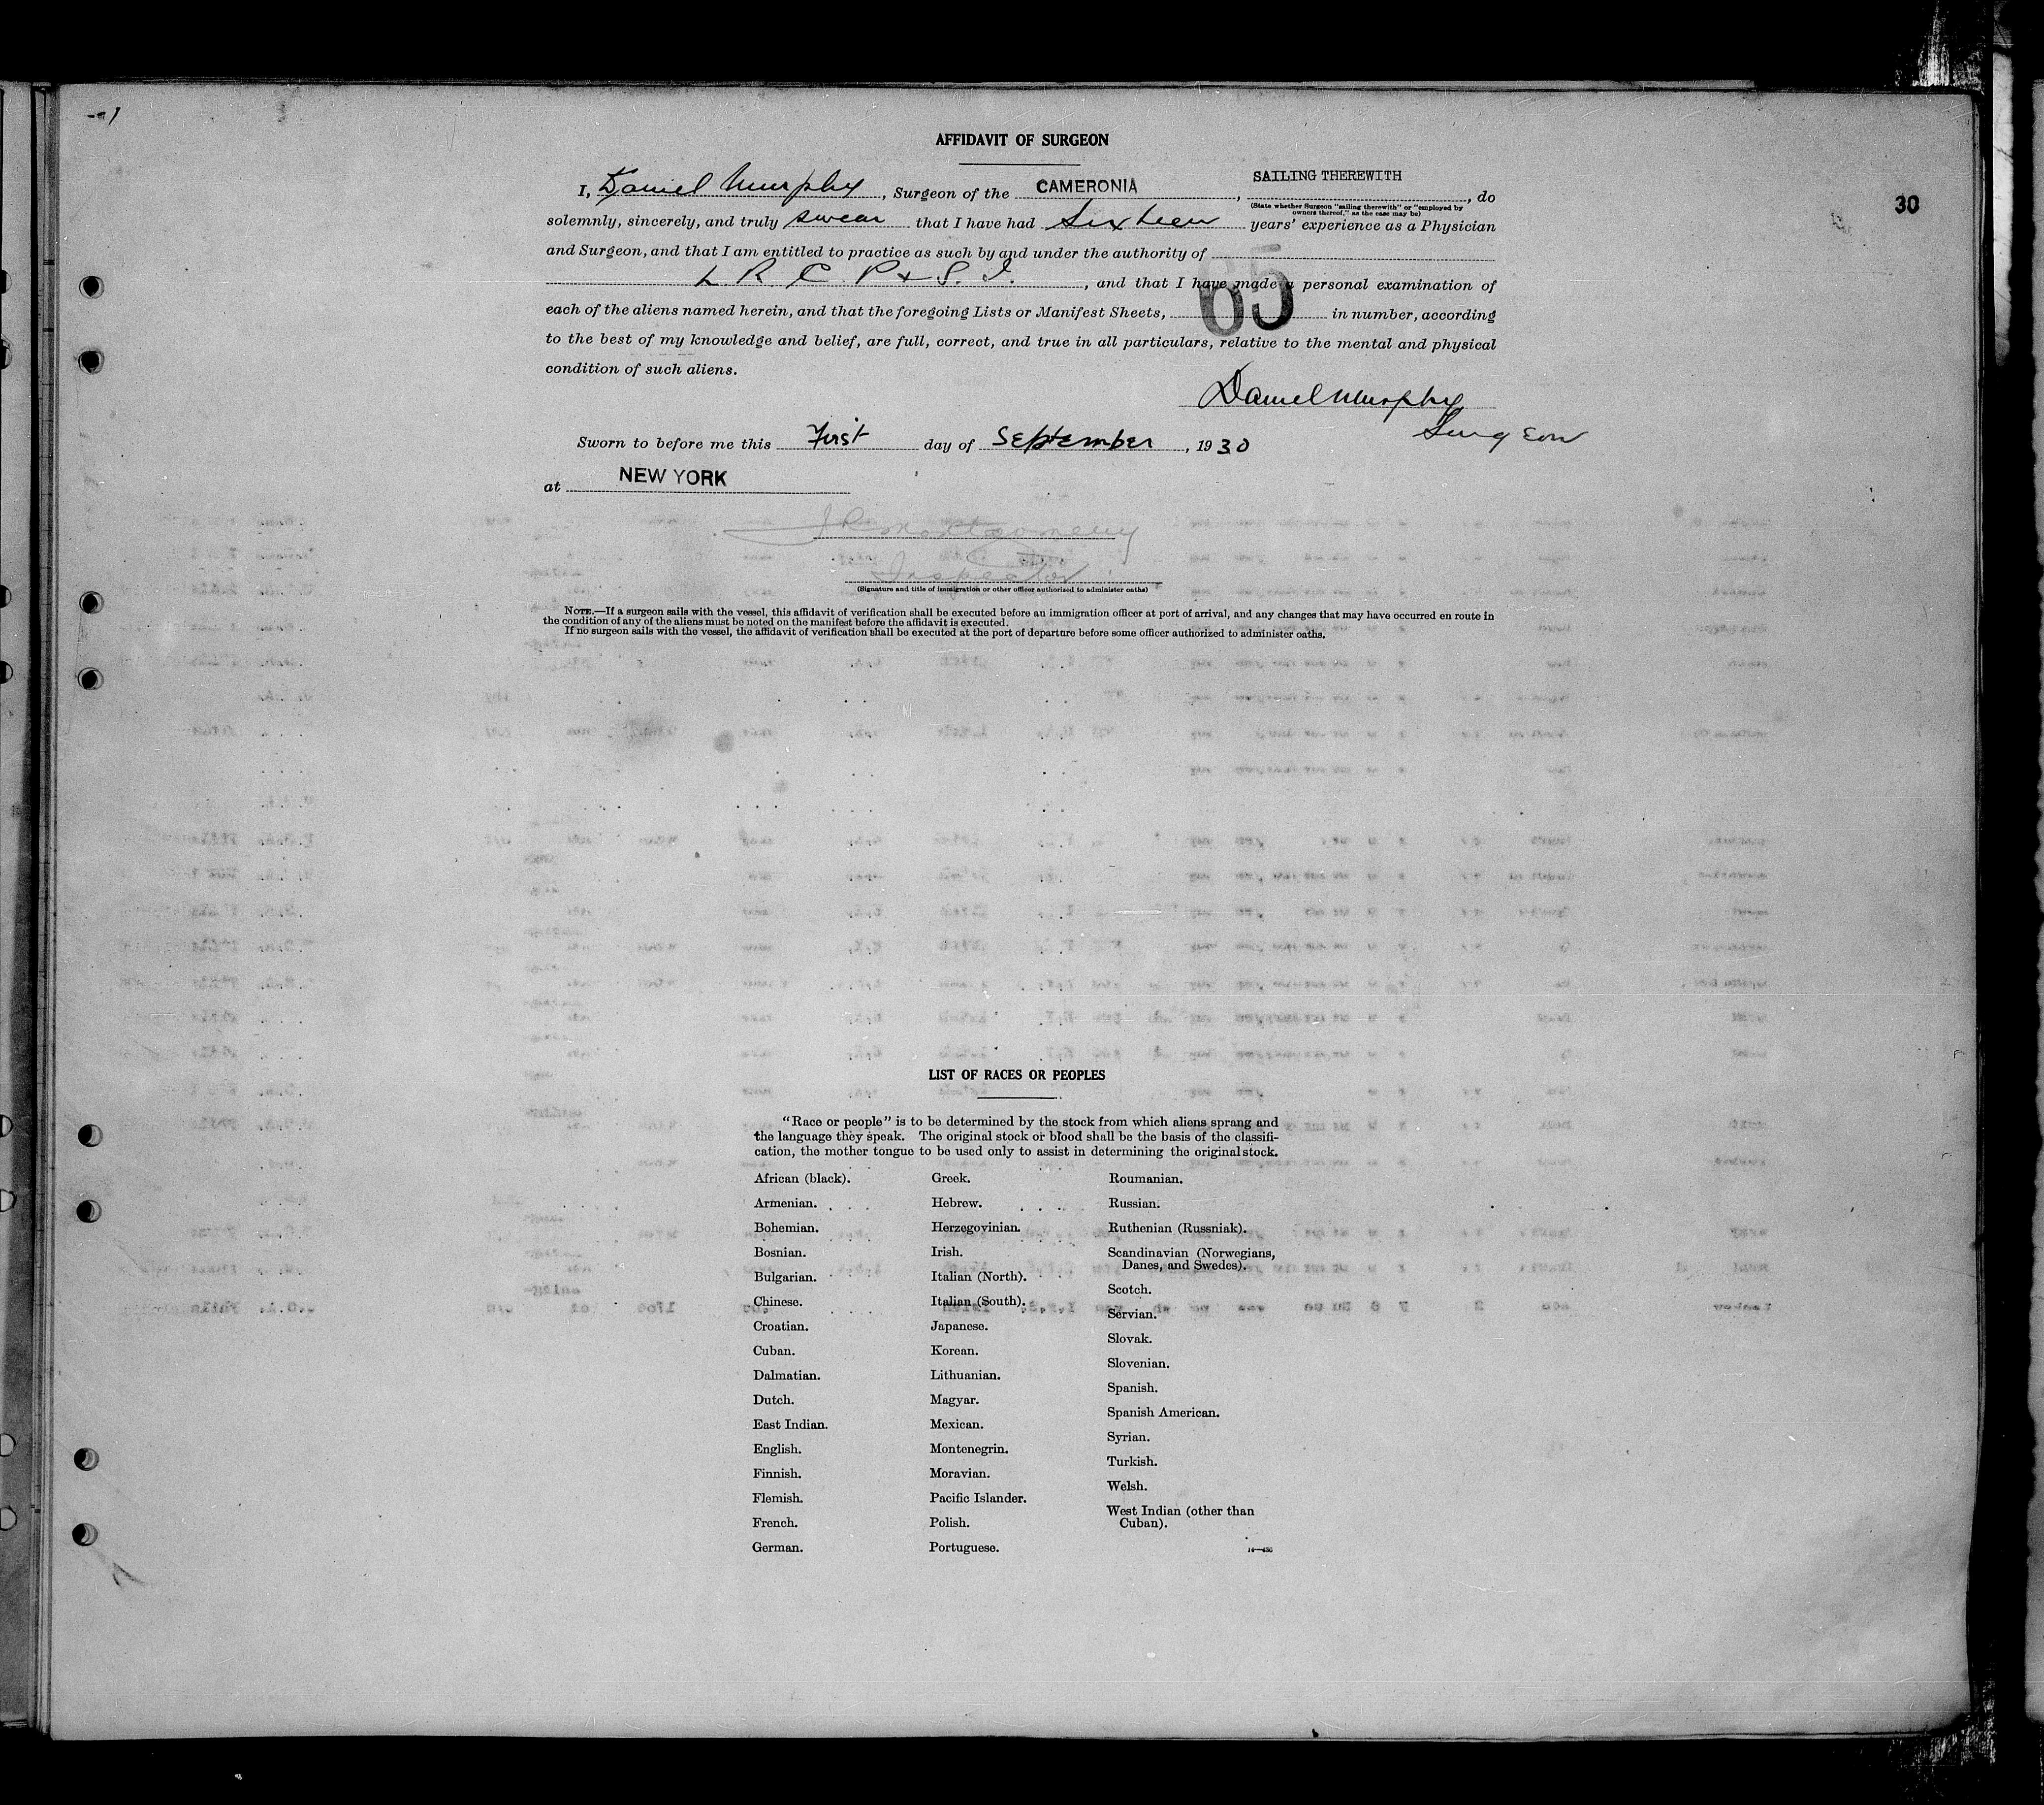 AFFIDAVIT OF SURGEON
I, Daniel Murphy, Surgeon of the CAMERONIA, SAILING THEREWITH, do
(State whether Surgeon "sailing therewith" or "employed by
owners thereof," as the case may be)
30
solemnly, sincerely, and truly swear that I have had Sixteen years' experience as a Physician
and Surgeon, and that I am entitled to practice as such by and under the authority of
L. R. C. P + S. I., and that I have made a personal examination of
each of the aliens named herein, and that the foregoing Lists or Manifest Sheets, 65 in number, according
to the best of my knowledge and belief, are full, correct, and true in all particulars, relative to the mental and physical
condition of such aliens.
Daniel Murphy
Surgeon
Sworn to before me this First day of September, 1930
at NEW YORK
Montgomery
Inspector
(Signature and title of immigration or other officer authorized to administer oaths)
NOTE.—If a surgeon sails with the vessel, this affidavit of verification shall be executed before an immigration officer at port of arrival, and any changes that may have occurred en route in
the condition of any of the aliens must be noted on the manifest before the affidavit is executed.
If no surgeon sails with the vessel, the affidavit of verification shall be executed at the port of departure before some officer authorized to administer oaths.
LIST OF RACES OR PEOPLES
"Race or people" is to be determined by the stock from which aliens sprang and
the language they speak. The original stock or blood shall be the basis of the classifi-
cation, the mother tongue to be used only to assist in determining the original stock.
African (black).
Armenian.
Bohemian.
Bosnian.
Bulgarian.
Chinese.
Croatian.
Cuban.
Dalmatian.
Dutch.
East Indian.
English.
Finnish.
Flemish.
French.
German.
Greek.
Hebrew.
Herzegovinian.
Irish.
Italian (North).
Italian (South).
Japanese.
Korean.
Lithuanian.
Magyar.
Mexican.
Montenegrin.
Moravian.
Pacific Islander.
Polish.
Portuguese.
Roumanian.
Russian.
Ruthenian (Russniak).
Scandinavian (Norwegians,
Danes, and Swedes).
Scotch.
Servian.
Slovak.
Slovenian.
Spanish.
Spanish American.
Syrian.
Turkish.
Welsh.
West Indian (other than
Cuban).